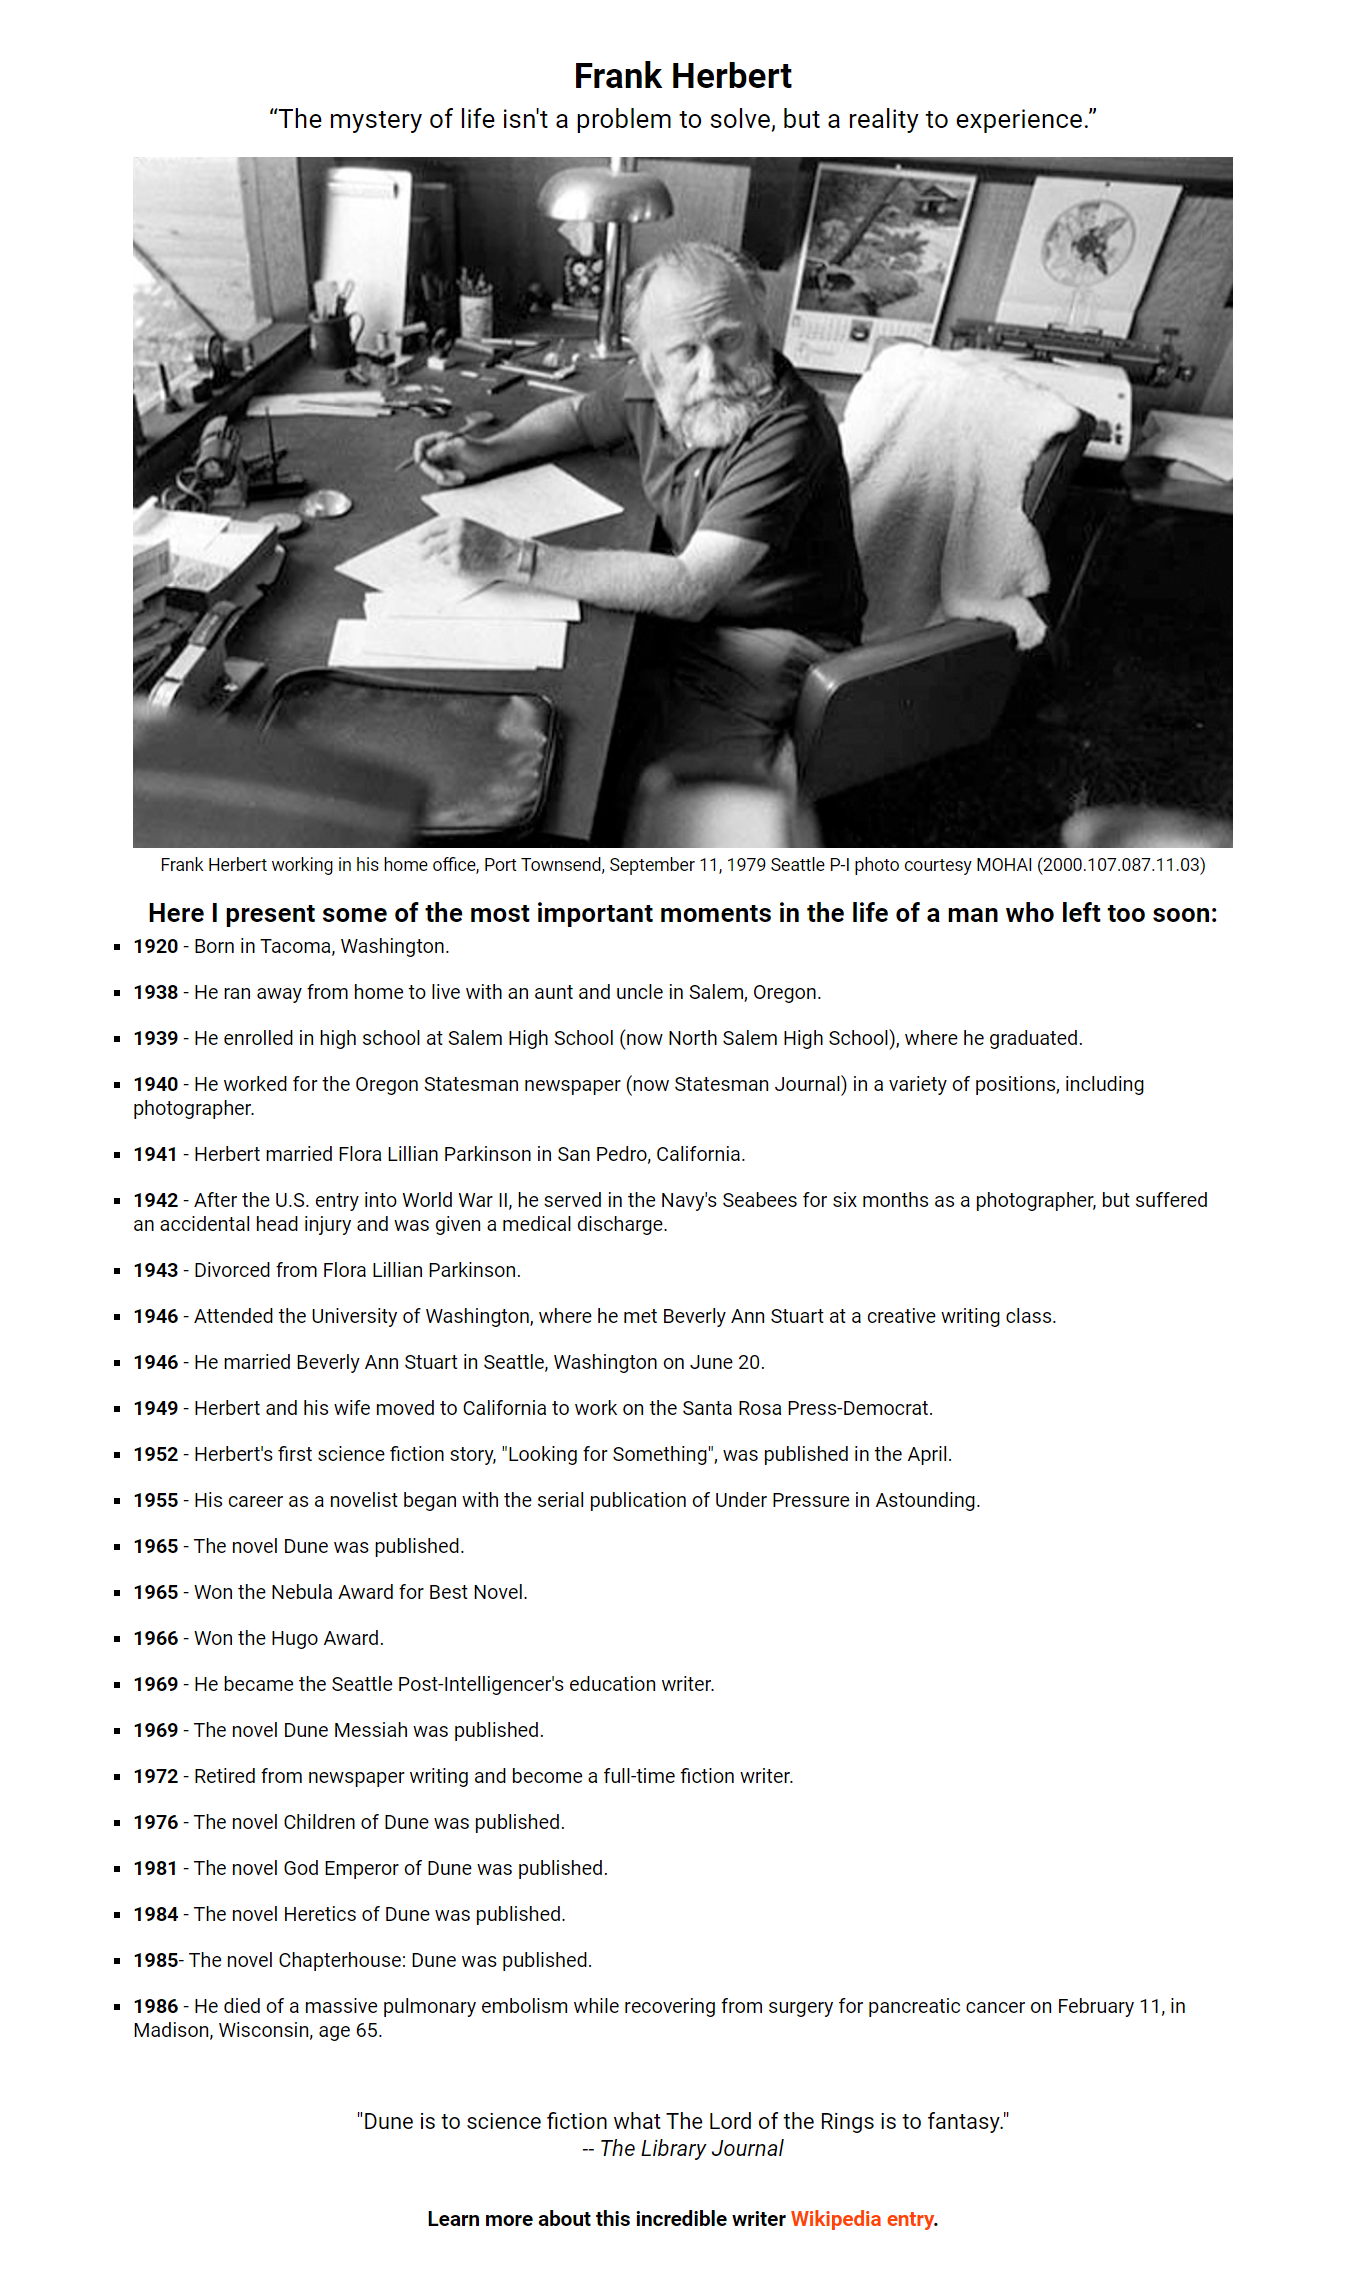 Frank Herbert
“The mystery of life isn't a problem to solve, but a reality to experience.”
Frank Herbert working in his home office, Port Townsend, September 11, 1979 Seattle P-I photo courtesy MOHAI (2000.107.087.11.03)
Here I present some of the most important moments in the life of a man who left too soon:
▪ 1920 - Born in Tacoma, Washington.
▪ 1938 - He ran away from home to live with an aunt and uncle in Salem, Oregon.
▪ 1939 - He enrolled in high school at Salem High School (now North Salem High School), where he graduated.
▪ 1940 - He worked for the Oregon Statesman newspaper (now Statesman Journal) in a variety of positions, including
photographer.
▪ 1941 - Herbert married Flora Lillian Parkinson in San Pedro, California.
▪ 1942 - After the U.S. entry into World War II, he served in the Navy's Seabees for six months as a photographer, but suffered
an accidental head injury and was given a medical discharge.
▪ 1943 - Divorced from Flora Lillian Parkinson.
▪ 1946 - Attended the University of Washington, where he met Beverly Ann Stuart at a creative writing class.
▪ 1946 - He married Beverly Ann Stuart in Seattle, Washington on June 20.
▪ 1949 - Herbert and his wife moved to California to work on the Santa Rosa Press-Democrat.
▪ 1952 - Herbert's first science fiction story, "Looking for Something", was published in the April.
▪ 1955 - His career as a novelist began with the serial publication of Under Pressure in Astounding.
▪ 1965 - The novel Dune was published.
▪ 1965 - Won the Nebula Award for Best Novel.
▪ 1966 - Won the Hugo Award.
▪ 1969 - He became the Seattle Post-Intelligencer's education writer.
▪ 1969 - The novel Dune Messiah was published.
▪ 1972 - Retired from newspaper writing and become a full-time fiction writer.
▪ 1976 - The novel Children of Dune was published.
▪ 1981 - The novel God Emperor of Dune was published.
▪ 1984 - The novel Heretics of Dune was published.
▪ 1985- The novel Chapterhouse: Dune was published.
▪ 1986 - He died of a massive pulmonary embolism while recovering from surgery for pancreatic cancer on February 11, in
Madison, Wisconsin, age 65.
"Dune is to science fiction what The Lord of the Rings is to fantasy."
-- The Library Journal
Learn more about this incredible writer Wikipedia entry.